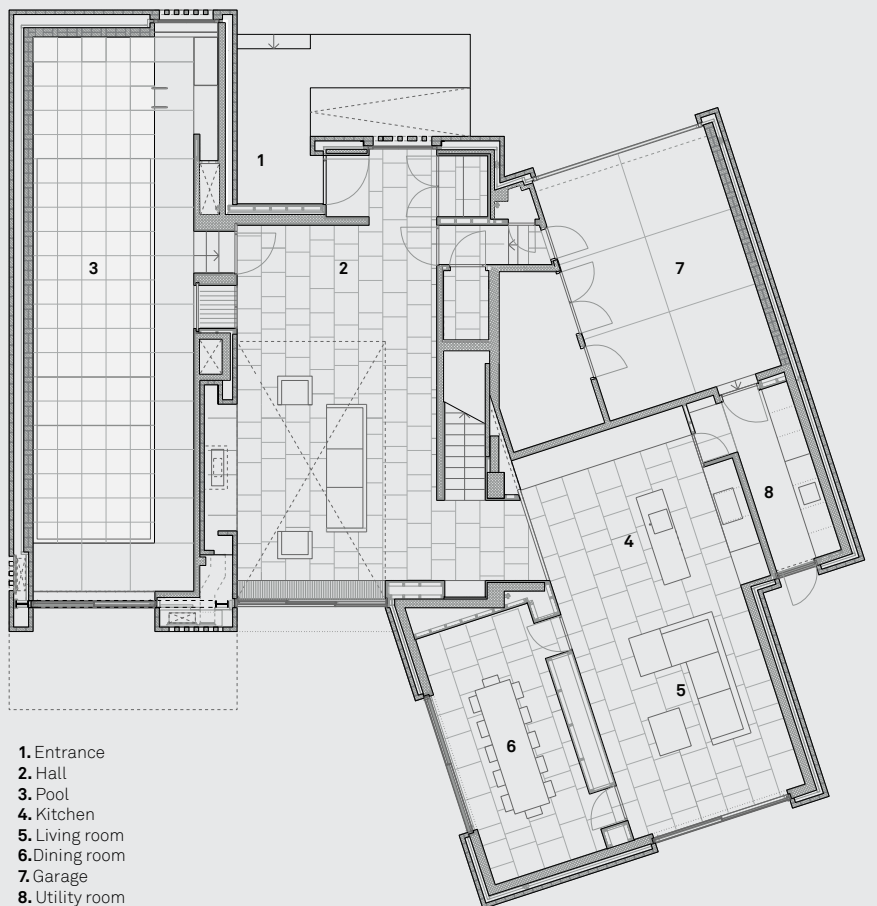 1
2
3
7
4
8
5
6
1. Entrance
2. Hall
3. Pool
4. Kitchen
5. Living room
6.Dining room
7. Garage
8. Utility room